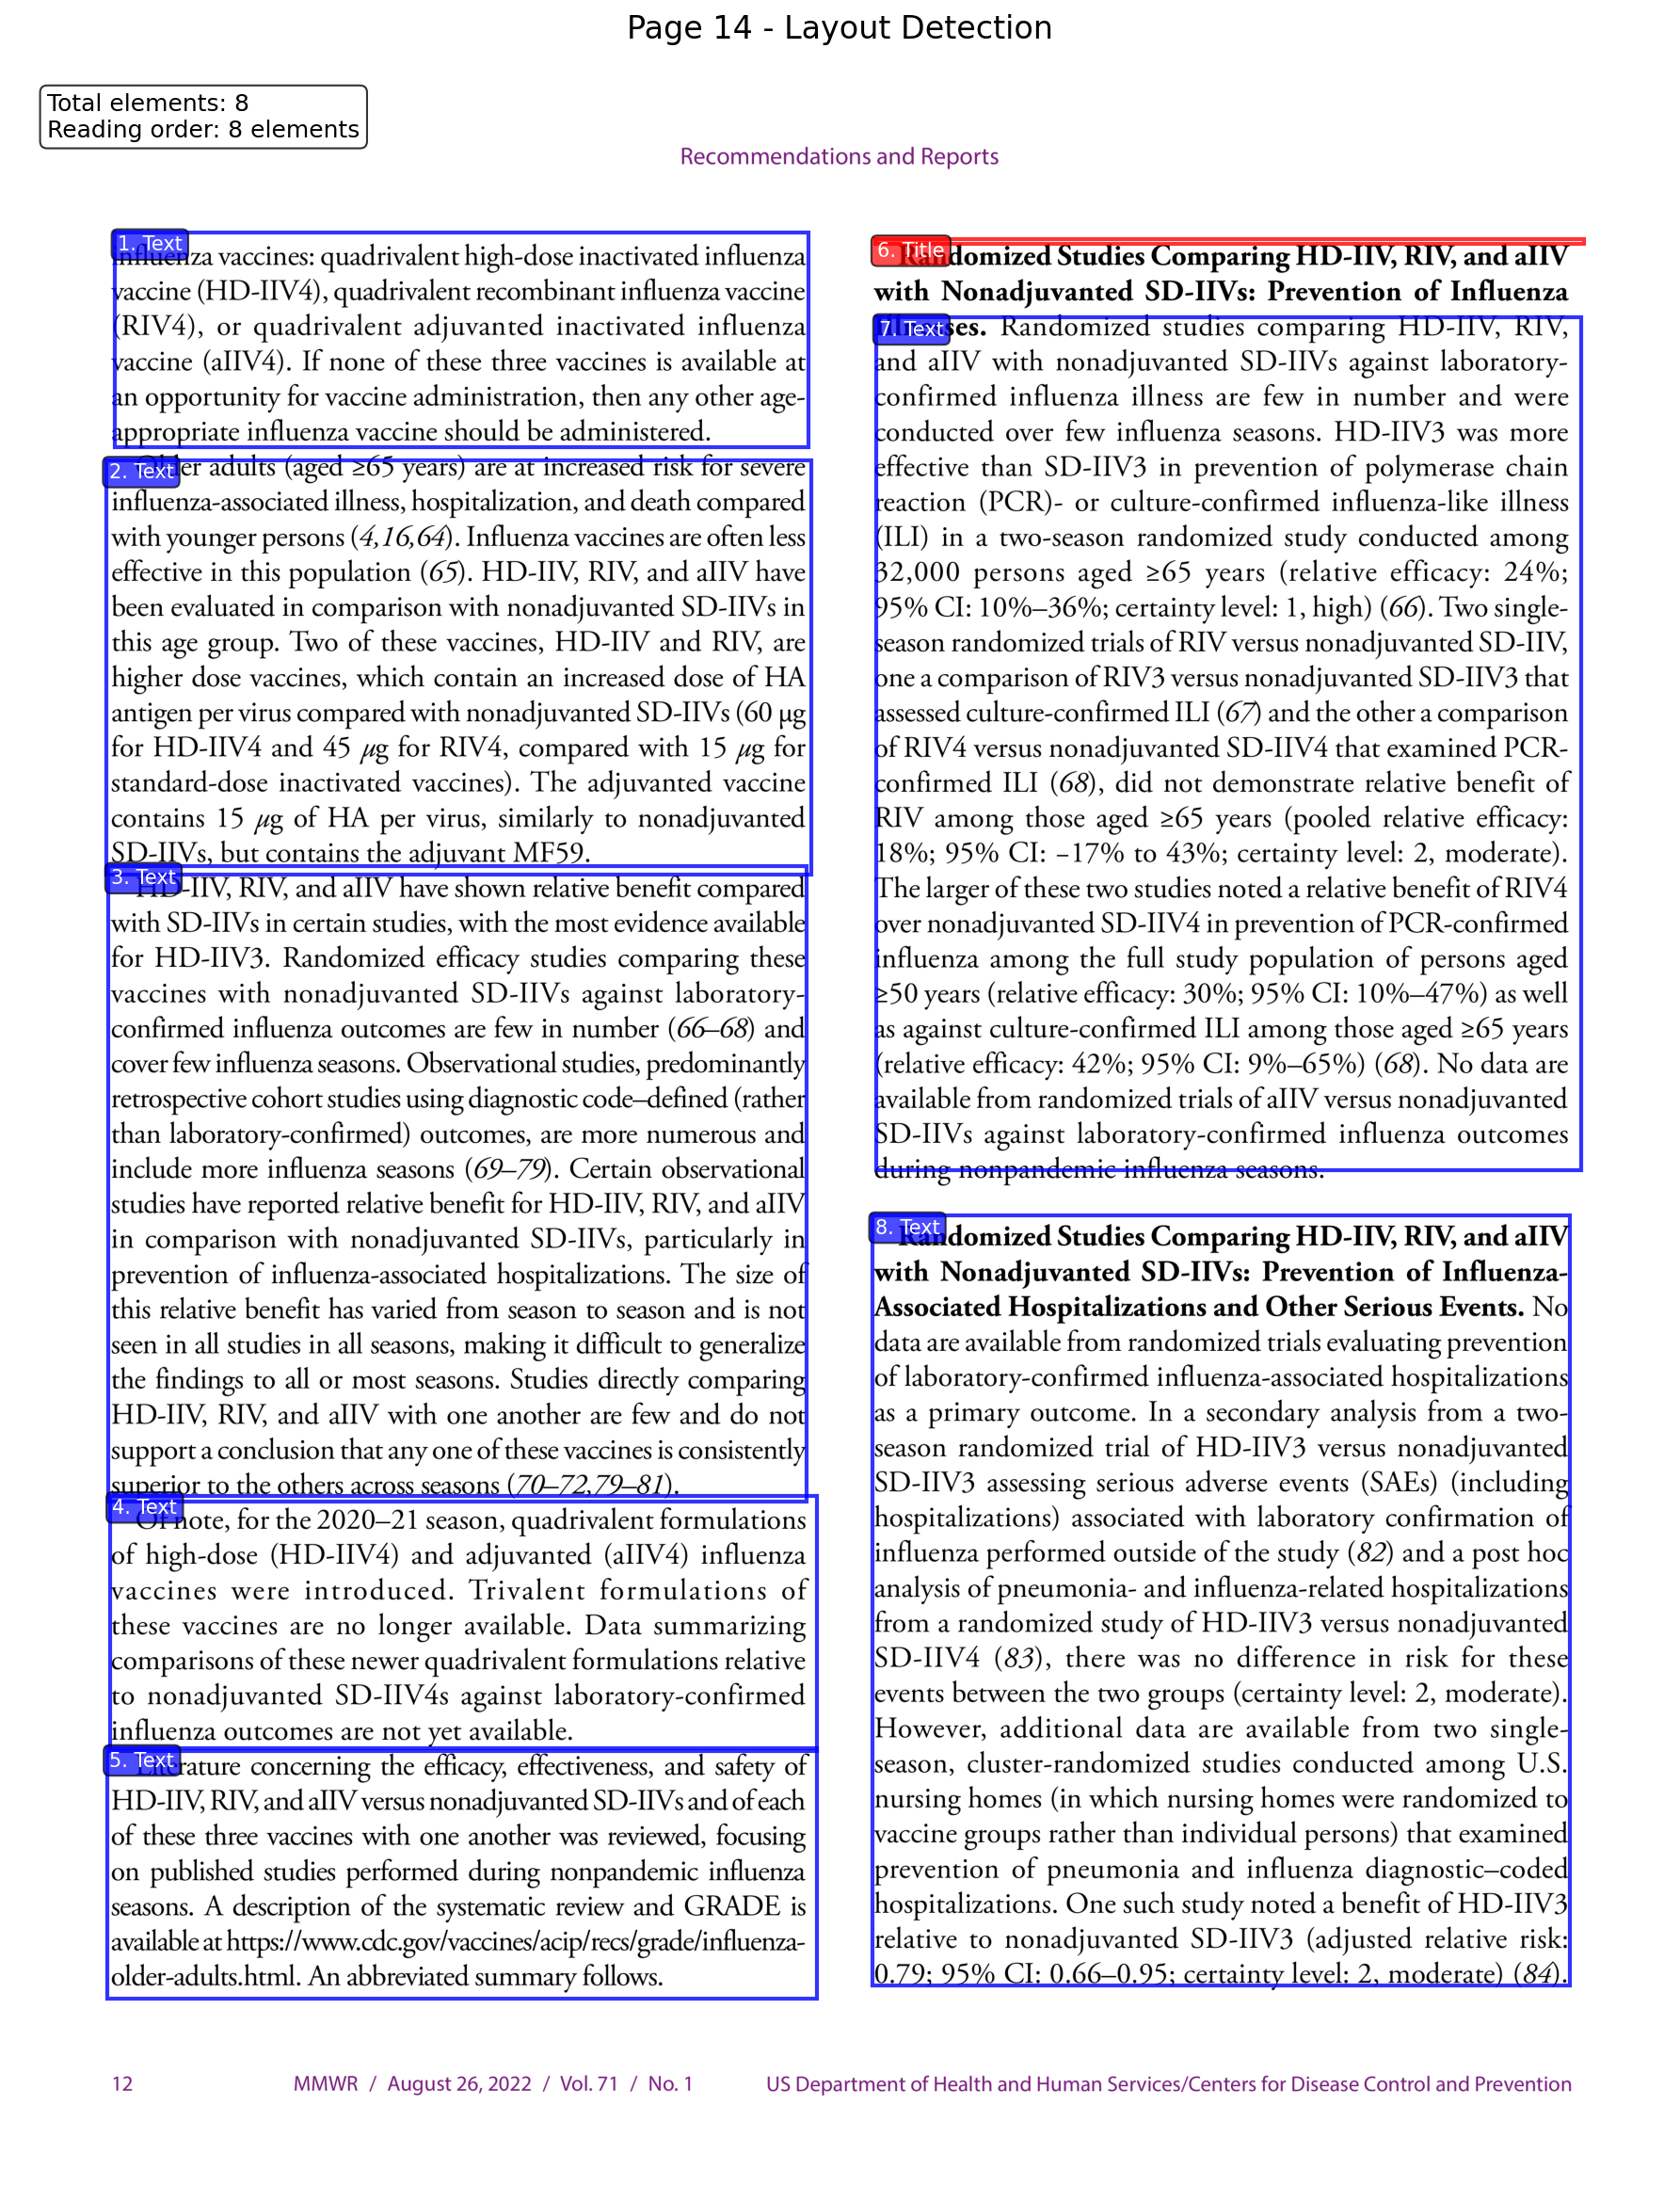 Page 14 - Layout Detection
Total elements: 8
Reading order: 8 elements
Recommendations and Reports
1. Text
influenza vaccines: quadrivalent high-dose inactivated influenza
vaccine (HD-IIV4), quadrivalent recombinant influenza vaccine
(RIV4), or quadrivalent adjuvanted inactivated influenza
vaccine (aIIV4). If none of these three vaccines is available at
an opportunity for vaccine administration, then any other age-
appropriate influenza vaccine should be administered.
2. Text
Older adults (aged ≥65 years) are at increased risk for severe
influenza-associated illness, hospitalization, and death compared
with younger persons (4,16,64). Influenza vaccines are often less
effective in this population (65). HD-IIV, RIV, and aIIV have
been evaluated in comparison with nonadjuvanted SD-IIVs in
this age group. Two of these vaccines, HD-IIV and RIV, are
higher dose vaccines, which contain an increased dose of HA
antigen per virus compared with nonadjuvanted SD-IIVs (60 μg
for HD-IIV4 and 45 μg for RIV4, compared with 15 μg for
standard-dose inactivated vaccines). The adjuvanted vaccine
contains 15 μg of HA per virus, similarly to nonadjuvanted
SD-IIVs, but contains the adjuvant MF59.
3. Text
HD-IIV, RIV, and aIIV have shown relative benefit compared
with SD-IIVs in certain studies, with the most evidence available
for HD-IIV3. Randomized efficacy studies comparing these
vaccines with nonadjuvanted SD-IIVs against laboratory-
confirmed influenza outcomes are few in number (66–68) and
cover few influenza seasons. Observational studies, predominantly
retrospective cohort studies using diagnostic code–defined (rather
than laboratory-confirmed) outcomes, are more numerous and
include more influenza seasons (69–79). Certain observational
studies have reported relative benefit for HD-IIV, RIV, and aIIV
in comparison with nonadjuvanted SD-IIVs, particularly in
prevention of influenza-associated hospitalizations. The size of
this relative benefit has varied from season to season and is not
seen in all studies in all seasons, making it difficult to generalize
the findings to all or most seasons. Studies directly comparing
HD-IIV, RIV, and aIIV with one another are few and do not
support a conclusion that any one of these vaccines is consistently
superior to the others across seasons (70–72,79–81).
4. Text
Of note, for the 2020–21 season, quadrivalent formulations
of high-dose (HD-IIV4) and adjuvanted (aIIV4) influenza
vaccines were introduced. Trivalent formulations of
these vaccines are no longer available. Data summarizing
comparisons of these newer quadrivalent formulations relative
to nonadjuvanted SD-IIV4s against laboratory-confirmed
influenza outcomes are not yet available.
5. Text
Literature concerning the efficacy, effectiveness, and safety of
HD-IIV, RIV, and aIIV versus nonadjuvanted SD-IIVs and of each
of these three vaccines with one another was reviewed, focusing
on published studies performed during nonpandemic influenza
seasons. A description of the systematic review and GRADE is
available at https://www.cdc.gov/vaccines/acip/recs/grade/influenza-
older-adults.html. An abbreviated summary follows.
6. Title
Randomized Studies Comparing HD-IIV, RIV, and aIIV
with Nonadjuvanted SD-IIVs: Prevention of Influenza
7. Text
Illnesses. Randomized studies comparing HD-IIV, RIV,
and aIIV with nonadjuvanted SD-IIVs against laboratory-
confirmed influenza illness are few in number and were
conducted over few influenza seasons. HD-IIV3 was more
effective than SD-IIV3 in prevention of polymerase chain
reaction (PCR)- or culture-confirmed influenza-like illness
(ILI) in a two-season randomized study conducted among
32,000 persons aged ≥65 years (relative efficacy: 24%;
95% CI: 10%–36%; certainty level: 1, high) (66). Two single-
season randomized trials of RIV versus nonadjuvanted SD-IIV,
one a comparison of RIV3 versus nonadjuvanted SD-IIV3 that
assessed culture-confirmed ILI (67) and the other a comparison
of RIV4 versus nonadjuvanted SD-IIV4 that examined PCR-
confirmed ILI (68), did not demonstrate relative benefit of
RIV among those aged ≥65 years (pooled relative efficacy:
18%; 95% CI: −17% to 43%; certainty level: 2, moderate).
The larger of these two studies noted a relative benefit of RIV4
over nonadjuvanted SD-IIV4 in prevention of PCR-confirmed
influenza among the full study population of persons aged
≥50 years (relative efficacy: 30%; 95% CI: 10%–47%) as well
as against culture-confirmed ILI among those aged ≥65 years
(relative efficacy: 42%; 95% CI: 9%–65%) (68). No data are
available from randomized trials of aIIV versus nonadjuvanted
SD-IIVs against laboratory-confirmed influenza outcomes
during nonpandemic influenza seasons.
8. Text
Randomized Studies Comparing HD-IIV, RIV, and aIIV
with Nonadjuvanted SD-IIVs: Prevention of Influenza-
Associated Hospitalizations and Other Serious Events. No
data are available from randomized trials evaluating prevention
of laboratory-confirmed influenza-associated hospitalizations
as a primary outcome. In a secondary analysis from a two-
season randomized trial of HD-IIV3 versus nonadjuvanted
SD-IIV3 assessing serious adverse events (SAEs) (including
hospitalizations) associated with laboratory confirmation of
influenza performed outside of the study (82) and a post hoc
analysis of pneumonia- and influenza-related hospitalizations
from a randomized study of HD-IIV3 versus nonadjuvanted
SD-IIV4 (83), there was no difference in risk for these
events between the two groups (certainty level: 2, moderate).
However, additional data are available from two single-
season, cluster-randomized studies conducted among U.S.
nursing homes (in which nursing homes were randomized to
vaccine groups rather than individual persons) that examined
prevention of pneumonia and influenza diagnostic–coded
hospitalizations. One such study noted a benefit of HD-IIV3
relative to nonadjuvanted SD-IIV3 (adjusted relative risk:
0.79; 95% CI: 0.66–0.95; certainty level: 2, moderate) (84).
12 MMWR / August 26, 2022 / Vol. 71 / No. 1 US Department of Health and Human Services/Centers for Disease Control and Prevention